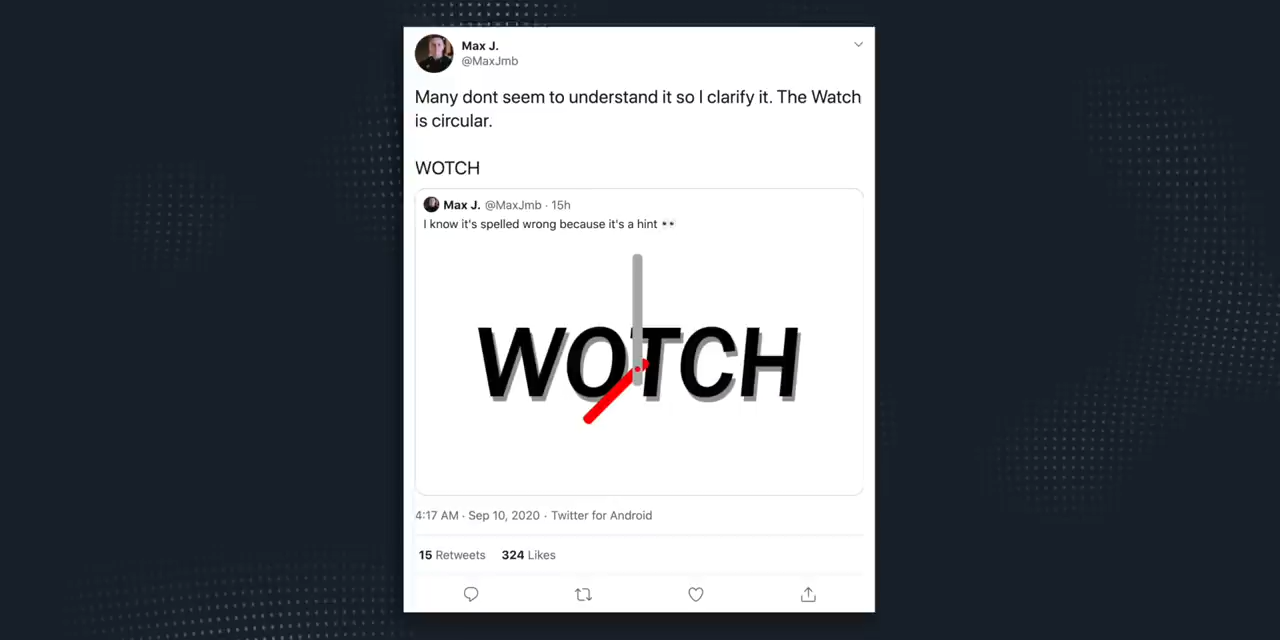 Max J.
@MaxJmb
Many dont seem to understand it so I clarify it. The Watch
is circular.
WOTCH
Max J. @MaxJmb · 15h
I know it's spelled wrong because it's a hint 👀
WOTCH
4:17 AM · Sep 10, 2020 · Twitter for Android
15 Retweets 324 Likes